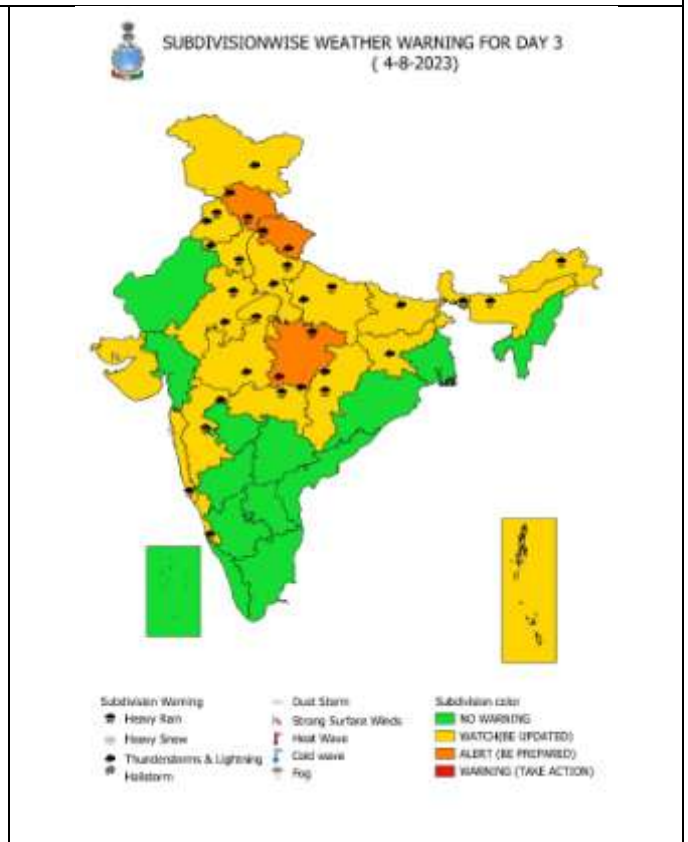 SUBDIVISIONWISE WEATHER WARNING FOR DAY 3
( 4-8-2023)
Subdivision Warning
Heavy Rain
Heavy Snow
Thunderstorms & Lightning
Hailstorm
Dust Storm
Strong Surface Winds
Heat Wave
Cold wave
Fog
Subdivision color
NO WARNING
WATCH(BE UPDATED)
ALERT (BE PREPARED)
WARNING (TAKE ACTION)